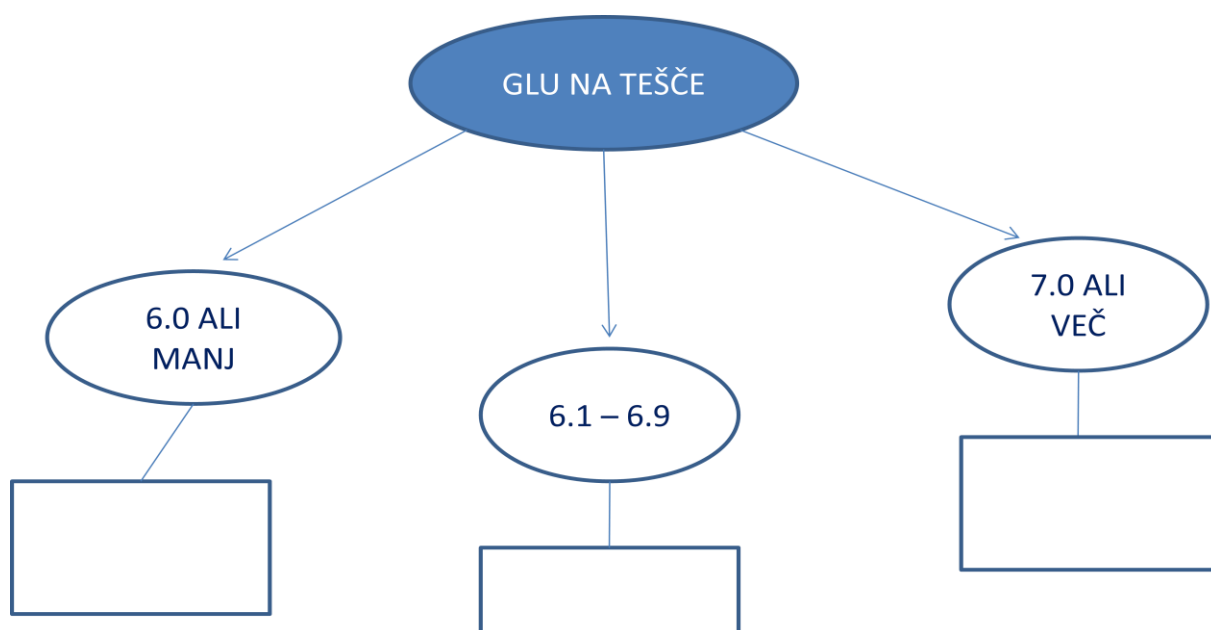 GLU NA TEŠČE
6.0 ALI
MANJ
6.1 – 6.9
7.0 ALI
VEČ